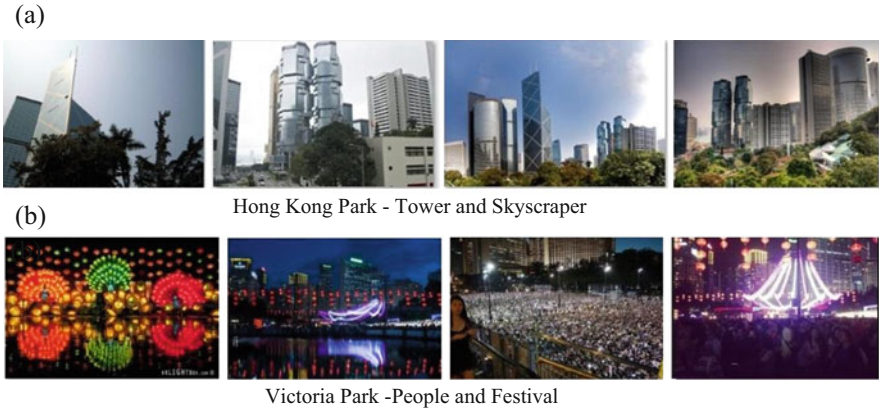 (a)
Hong Kong Park - Tower and Skyscraper
(b)
Victoria Park -People and Festival